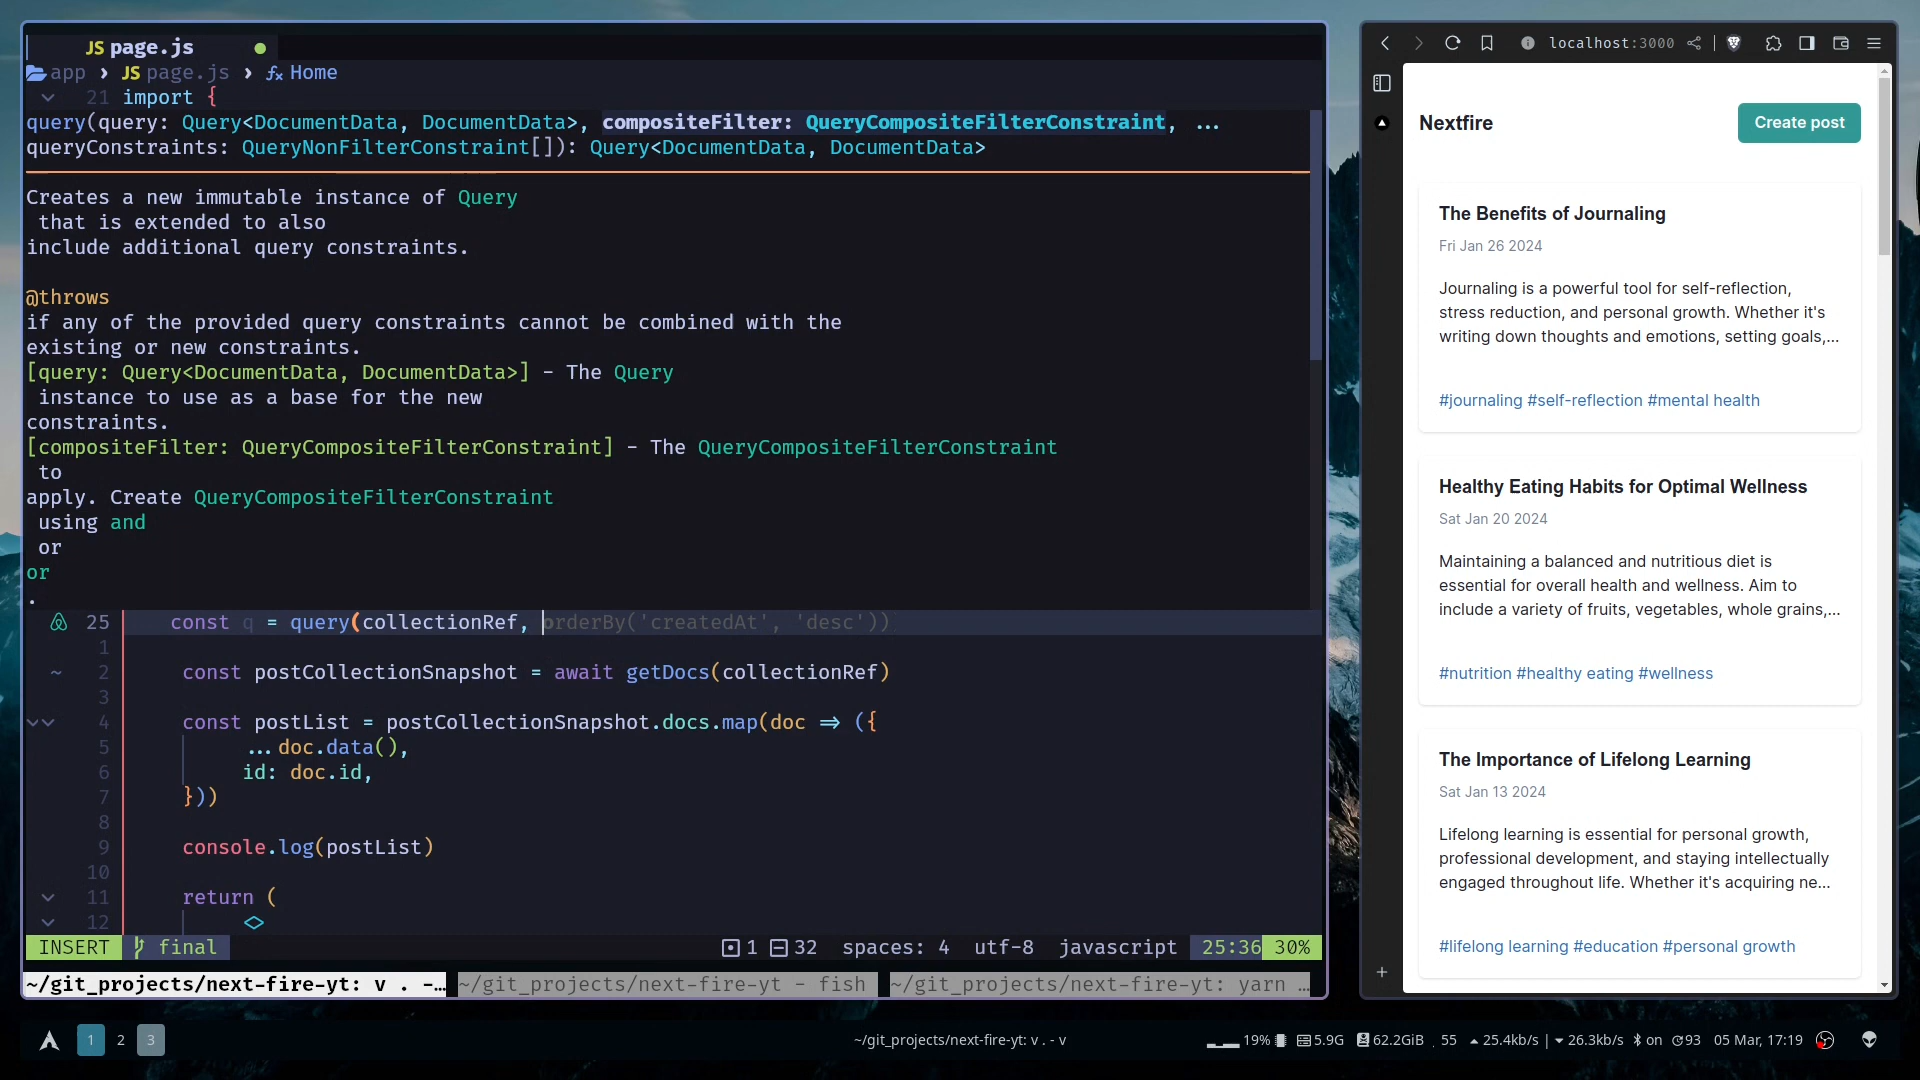 JS page.js
app › JS page.js › fx Home
21 import {
query(query: Query<DocumentData, DocumentData>, compositeFilter: QueryCompositeFilterConstraint, ...
queryConstraints: QueryNonFilterConstraint[]): Query<DocumentData, DocumentData>
Creates a new immutable instance of Query
that is extended to also
include additional query constraints.
@throws
if any of the provided query constraints cannot be combined with the
existing or new constraints.
[query: Query<DocumentData, DocumentData>] - The Query
instance to use as a base for the new
constraints.
[compositeFilter: QueryCompositeFilterConstraint] - The QueryCompositeFilterConstraint
to
apply. Create QueryCompositeFilterConstraint
using and
or
or
.
25 const q = query(collectionRef, orderBy('createdAt', 'desc'))
1
~ 2 const postCollectionSnapshot = await getDocs(collectionRef)
3
4 const postList = postCollectionSnapshot.docs.map(doc => ({
5 ...doc.data(),
6 id: doc.id,
7 }))
8
9 console.log(postList)
10
11 return (
12 <>
INSERT final 1 32 spaces: 4 utf-8 javascript 25:36 30%
~/git_projects/next-fire-yt: v . -… ~/git_projects/next-fire-yt - fish ~/git_projects/next-fire-yt: yarn …
localhost:3000
Nextfire
Create post
The Benefits of Journaling
Fri Jan 26 2024
Journaling is a powerful tool for self-reflection,
stress reduction, and personal growth. Whether it's
writing down thoughts and emotions, setting goals,...
#journaling #self-reflection #mental health
Healthy Eating Habits for Optimal Wellness
Sat Jan 20 2024
Maintaining a balanced and nutritious diet is
essential for overall health and wellness. Aim to
include a variety of fruits, vegetables, whole grains,...
#nutrition #healthy eating #wellness
The Importance of Lifelong Learning
Sat Jan 13 2024
Lifelong learning is essential for personal growth,
professional development, and staying intellectually
engaged throughout life. Whether it's acquiring ne...
#lifelong learning #education #personal growth
1 2 3 ~/git_projects/next-fire-yt: v . - v 19% 5.9G 62.2GiB 55 25.4kb/s | 26.3kb/s on 93 05 Mar, 17:19